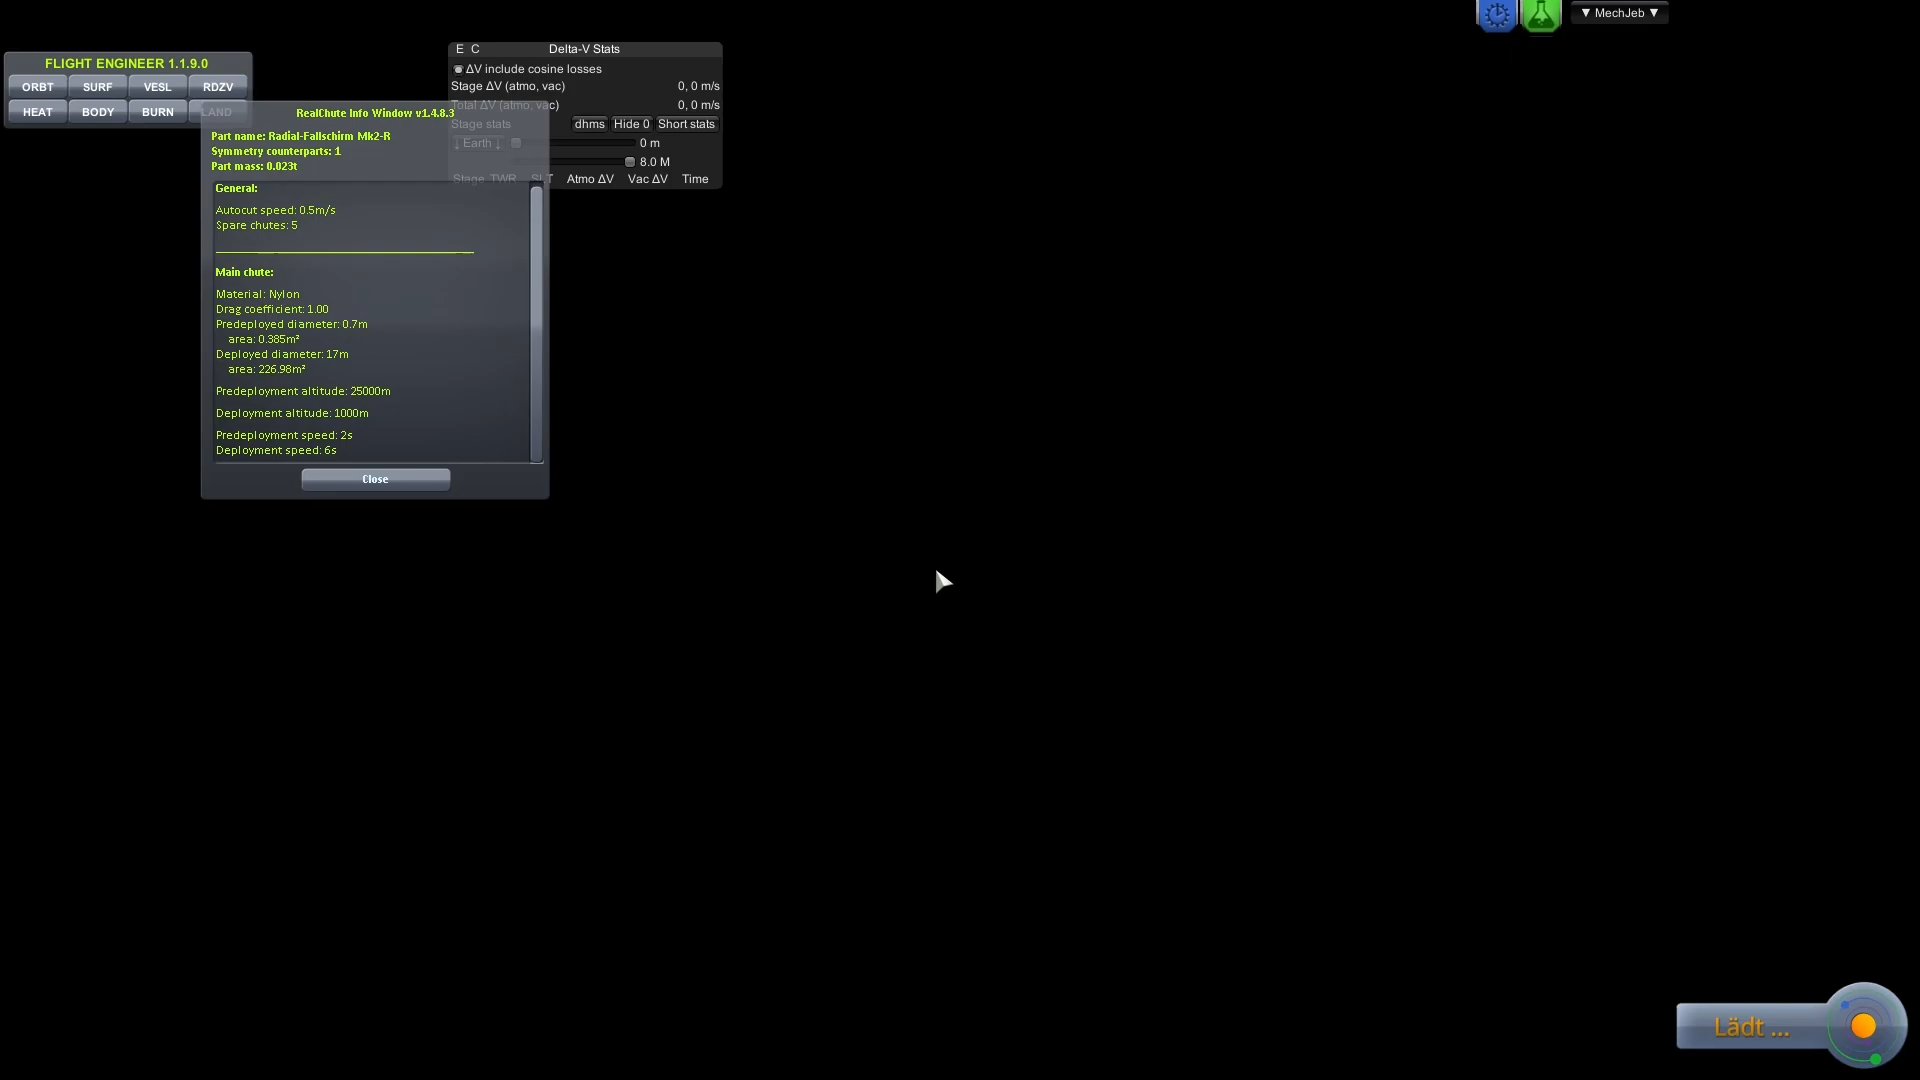 ▼ MechJeb ▼
E C Delta-V Stats
ΔV include cosine losses
Stage ΔV (atmo, vac) 0, 0 m/s
Total ΔV (atmo, vac) 0, 0 m/s
Stage stats dhms Hide 0 Short stats
↓ Earth ↓ 0 m
8.0 M
Stage TWR SLT Atmo ΔV Vac ΔV Time
FLIGHT ENGINEER 1.1.9.0
ORBT SURF VESL RDZV
HEAT BODY BURN LAND
RealChute Info Window v1.4.8.3
Part name: Radial-Fallschirm Mk2-R
Symmetry counterparts: 1
Part mass: 0.023t
General:
Autocut speed: 0.5m/s
Spare chutes: 5
Main chute:
Material: Nylon
Drag coefficient: 1.00
Predeployed diameter: 0.7m
area: 0.385m²
Deployed diameter: 17m
area: 226.98m²
Predeployment altitude: 25000m
Deployment altitude: 1000m
Predeployment speed: 2s
Deployment speed: 6s
Close
Lädt ...